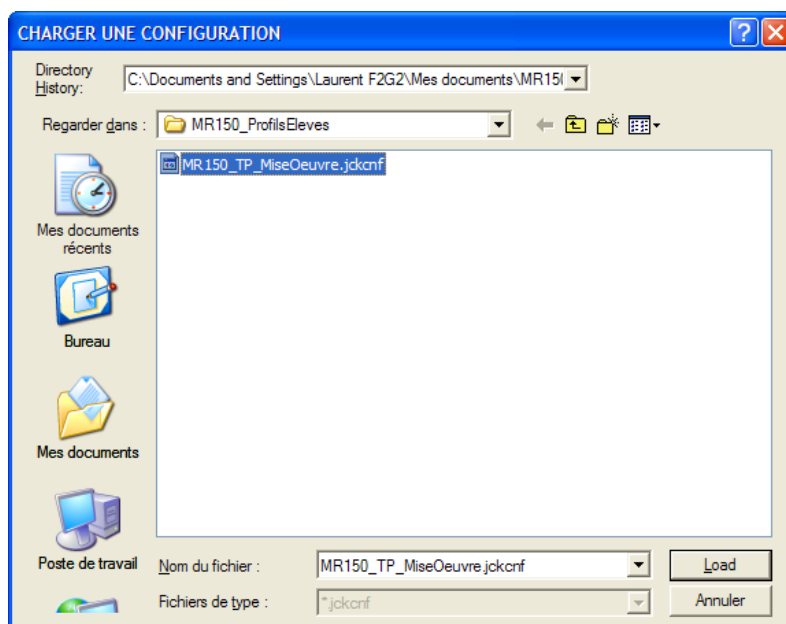 CHARGER UNE CONFIGURATION
Directory
History:
C:\Documents and Settings\Laurent F2G2\Mes documents\MR150
Regarder dans :
MR150_ProfilsEleves
MR150_TP_MiseOeuvre.jckcnf
Mes documents
récents
Bureau
Mes documents
Poste de travail
Nom du fichier :
MR150_TP_MiseOeuvre.jckcnf
Load
Fichiers de type :
*.jckcnf
Annuler